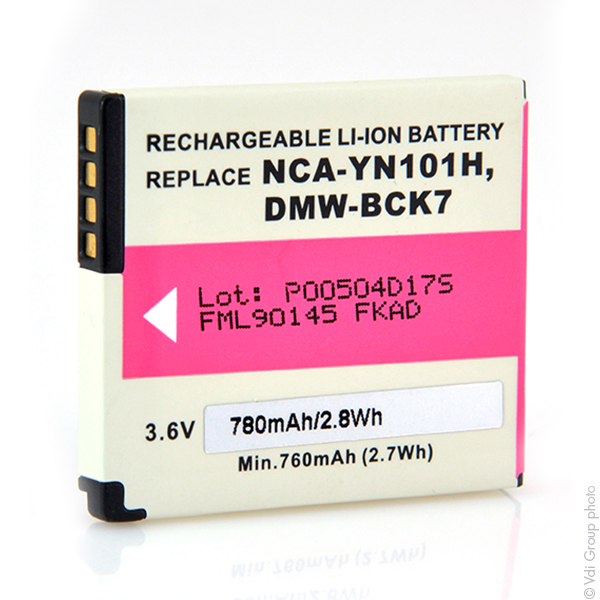 RECHARGEABLE LI-ION BATTERY
REPLACE NCA-YN101H,
DMW-BCK7
Lot: P00504D17S
FML90145 FKAD
3.6V 780mAh/2.8Wh
Min.760mAh (2.7Wh)
© Vdi Group photo